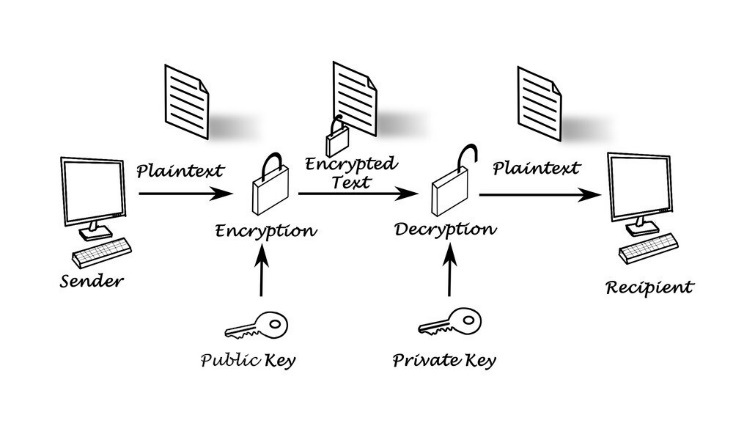 Plaintext
Encrypted
Text
Plaintext
Encryption
Decryption
Sender
Recipient
Public Key
Private Key